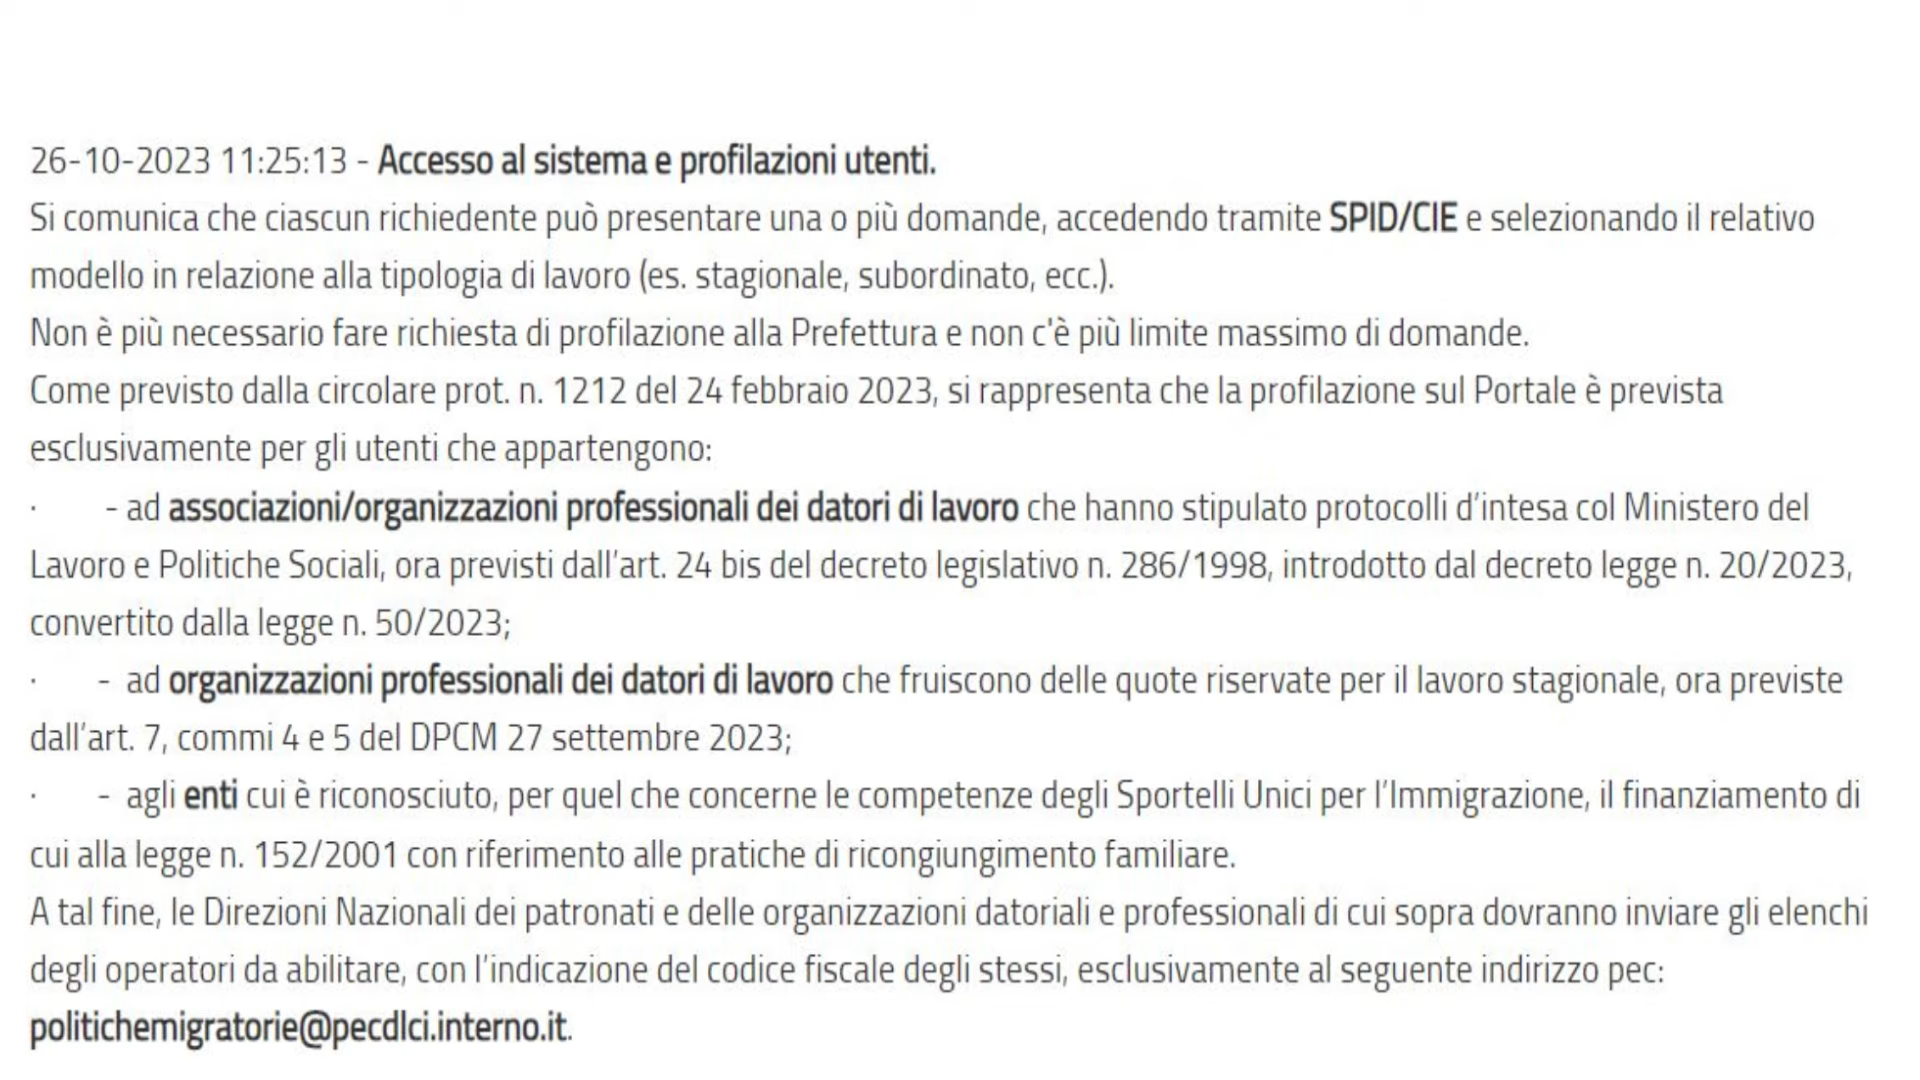 26-10-2023 11:25:13 - Accesso al sistema e profilazioni utenti.
Si comunica che ciascun richiedente può presentare una o più domande, accedendo tramite SPID/CIE e selezionando il relativo
modello in relazione alla tipologia di lavoro (es. stagionale, subordinato, ecc.).
Non è più necessario fare richiesta di profilazione alla Prefettura e non c'è più limite massimo di domande.
Come previsto dalla circolare prot. n. 1212 del 24 febbraio 2023, si rappresenta che la profilazione sul Portale è prevista
esclusivamente per gli utenti che appartengono:
· - ad associazioni/organizzazioni professionali dei datori di lavoro che hanno stipulato protocolli d’intesa col Ministero del
Lavoro e Politiche Sociali, ora previsti dall’art. 24 bis del decreto legislativo n. 286/1998, introdotto dal decreto legge n. 20/2023,
convertito dalla legge n. 50/2023;
· - ad organizzazioni professionali dei datori di lavoro che fruiscono delle quote riservate per il lavoro stagionale, ora previste
dall’art. 7, commi 4 e 5 del DPCM 27 settembre 2023;
· - agli enti cui è riconosciuto, per quel che concerne le competenze degli Sportelli Unici per l’Immigrazione, il finanziamento di
cui alla legge n. 152/2001 con riferimento alle pratiche di ricongiungimento familiare.
A tal fine, le Direzioni Nazionali dei patronati e delle organizzazioni datoriali e professionali di cui sopra dovranno inviare gli elenchi
degli operatori da abilitare, con l’indicazione del codice fiscale degli stessi, esclusivamente al seguente indirizzo pec:
politichemigratorie@pecdlci.interno.it.